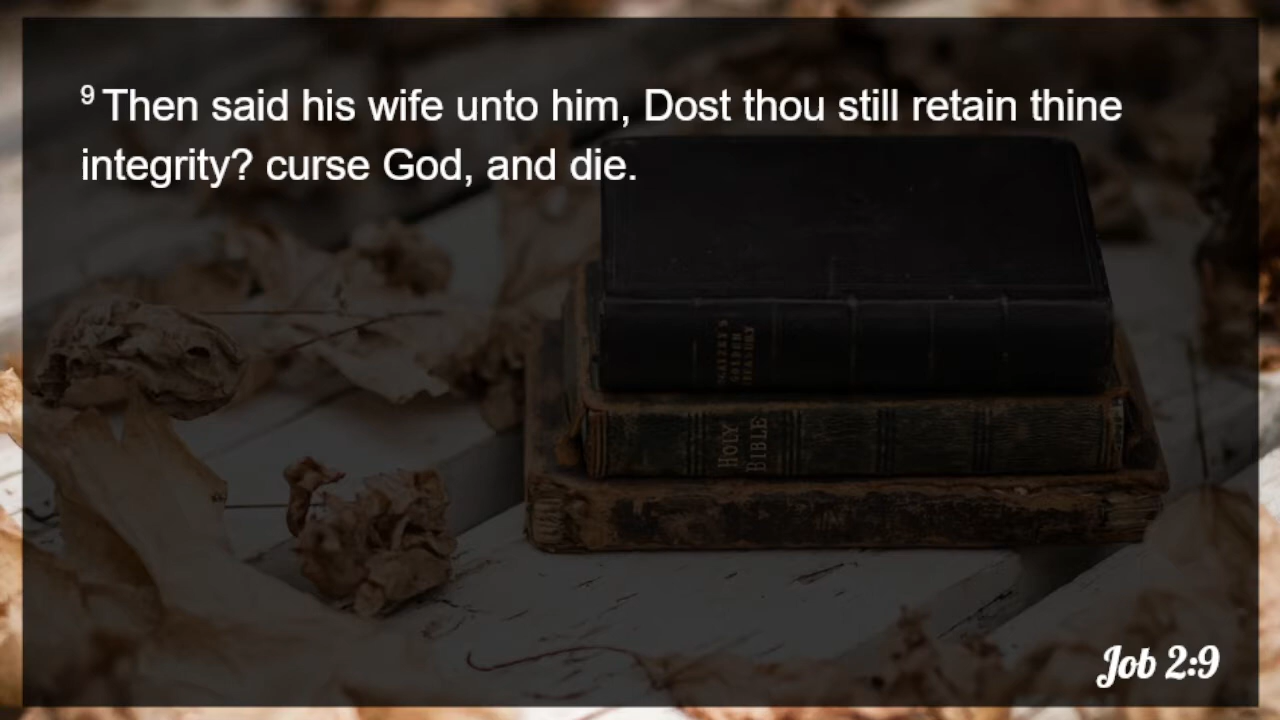 9 Then said his wife unto him, Dost thou still retain thine
integrity? curse God, and die.
HOLY
BIBLE
Job 2:9